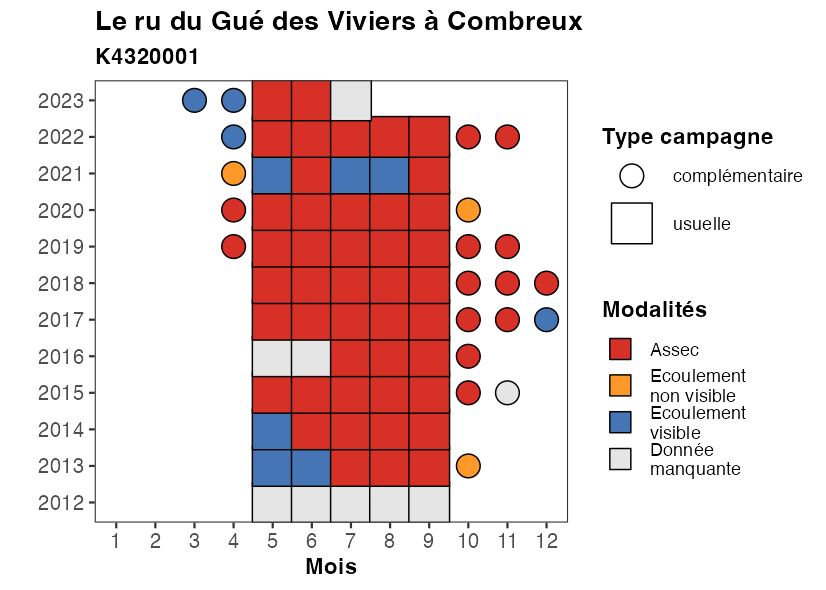 Le ru du Gué des Viviers à Combreux
K4320001
2023
2022
2021
2020
2019
2018
2017
2016
2015
2014
2013
2012
1 2 3 4 5 6 7 8 9 10 11 12
Mois
Type campagne
complémentaire
usuelle
Modalités
Assec
Ecoulement
non visible
Ecoulement
visible
Donnée
manquante